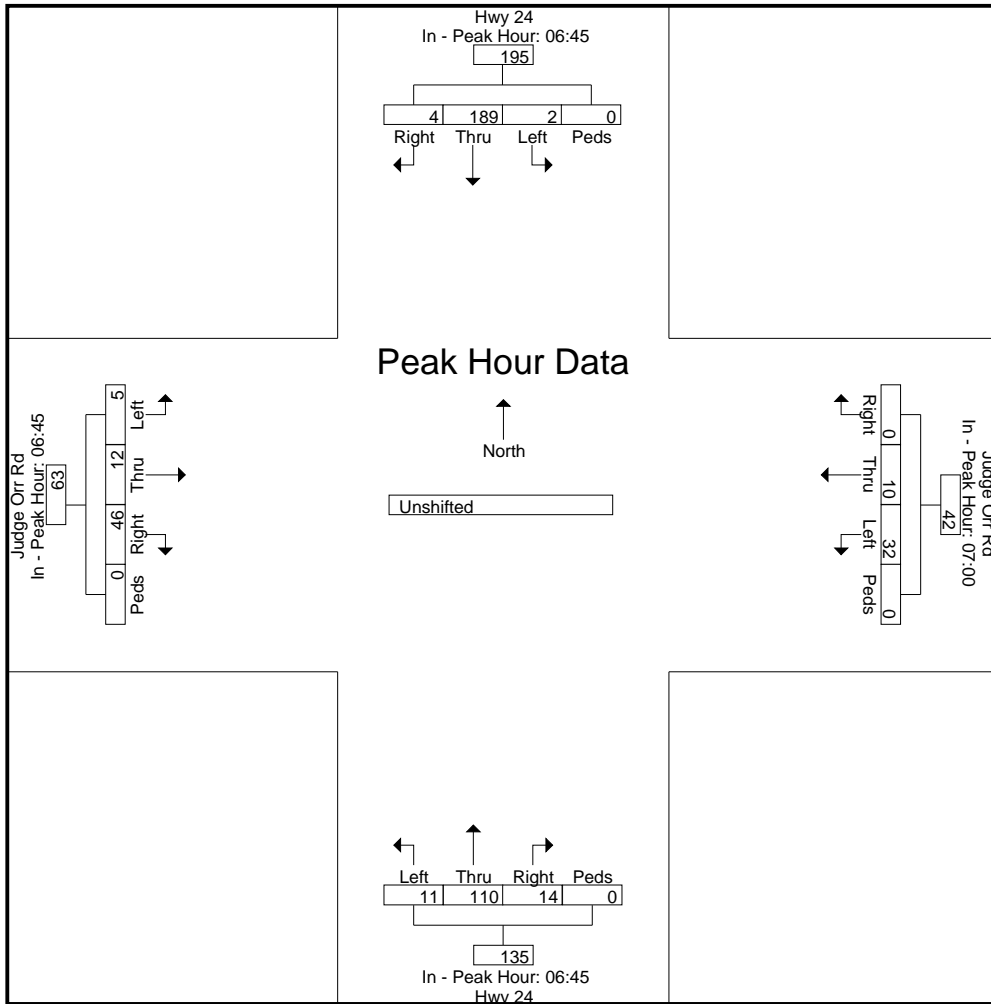 Hwy 24
In - Peak Hour: 06:45
195
4 189 2 0
Right Thru Left Peds
Peak Hour Data
North
Unshifted
Judge Orr Rd
In - Peak Hour: 06:45
63
5 12 46 0
Left Thru Right Peds
Judge Orr Rd
In - Peak Hour: 07:00
42
0 10 32 0
Right Thru Left Peds
Left Thru Right Peds
11 110 14 0
135
In - Peak Hour: 06:45
Hwy 24